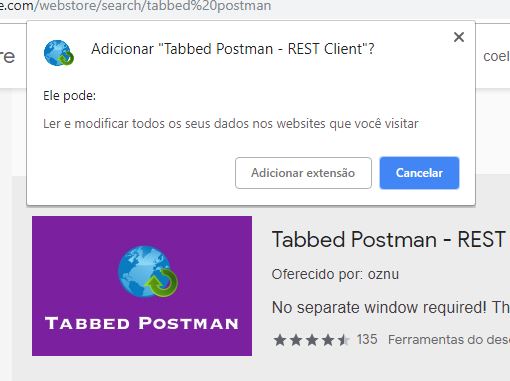 e.com/webstore/search/tabbed%20postman
Adicionar "Tabbed Postman - REST Client"?
re
coel
Ele pode:
Ler e modificar todos os seus dados nos websites que você visitar
Adicionar extensão
Cancelar
Tabbed Postman - REST
Oferecido por: oznu
No separate window required! Th
TABBED POSTMAN
135 Ferramentas do des